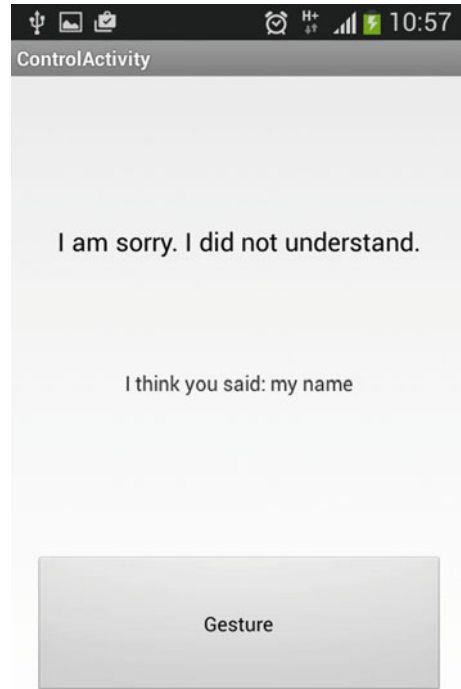 H+ 10:57
ControlActivity
I am sorry. I did not understand.
I think you said: my name
Gesture